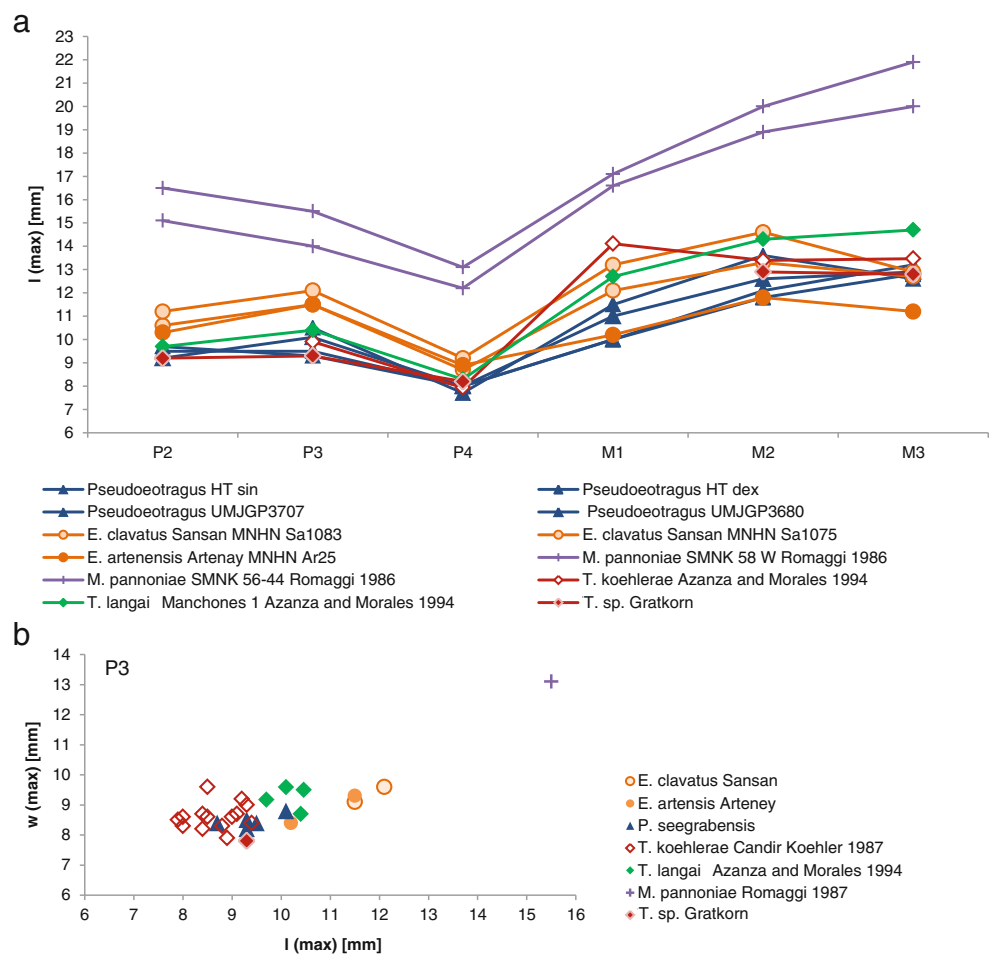 a
l (max) [mm]
23
22
21
20
19
18
17
16
15
14
13
12
11
10
9
8
7
6
P2 P3 P4 M1 M2 M3
Pseudoeotragus HT sin
Pseudoeotragus HT dex
Pseudoeotragus UMJGP3707
Pseudoeotragus UMJGP3680
E. clavatus Sansan MNHN Sa1083
E. clavatus Sansan MNHN Sa1075
E. artenensis Artenay MNHN Ar25
M. pannoniae SMNK 58 W Romaggi 1986
M. pannoniae SMNK 56-44 Romaggi 1986
T. koehlerae Azanza and Morales 1994
T. langai Manchones 1 Azanza and Morales 1994
T. sp. Gratkorn
b
P3
w (max) [mm]
14
13
12
11
10
9
8
7
6
6 7 8 9 10 11 12 13 14 15 16
l (max) [mm]
E. clavatus Sansan
E. artensis Arteney
P. seegrabensis
T. koehlerae Candir Koehler 1987
T. langai Azanza and Morales 1994
M. pannoniae Romaggi 1987
T. sp. Gratkorn